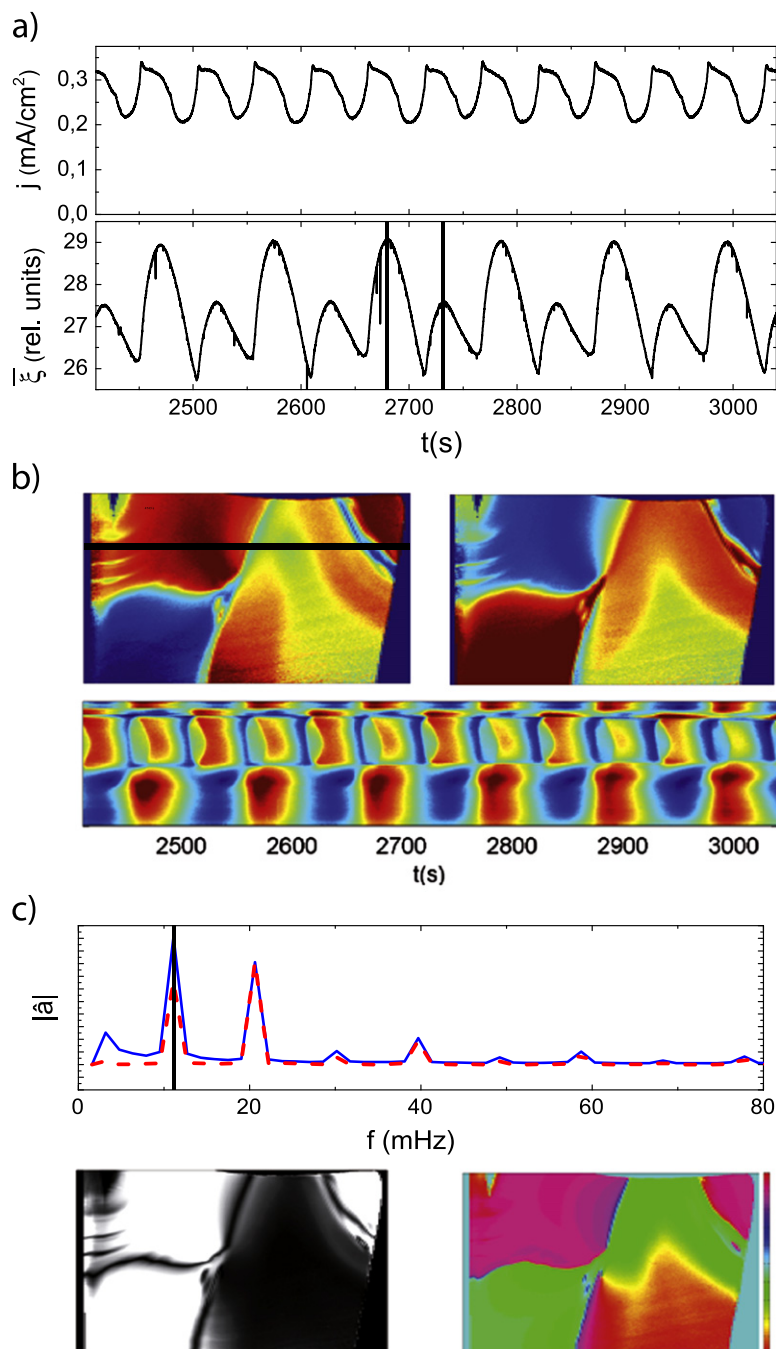 a)
j (mA/cm²)
0,3
0,2
0,1
0,0
ξ̅ (rel. units)
29
28
27
26
2500 2600 2700 2800 2900 3000
t(s)
b)
2500 2600 2700 2800 2900 3000
t(s)
c)
|â|
0 20 40 60 80
f (mHz)